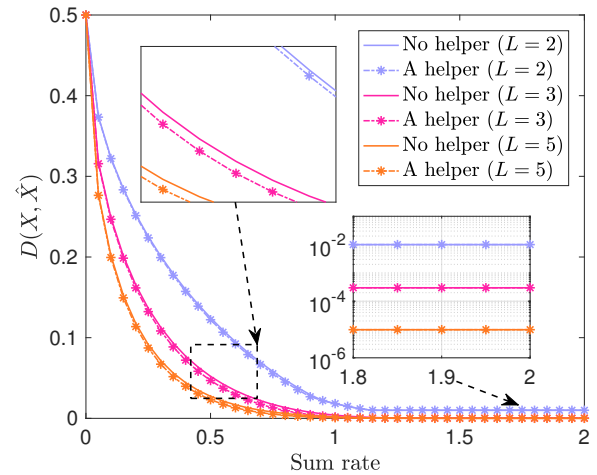 0.5
0.4
0.3
0.2
0.1
0
D(X, X̂)
No helper (L = 2)
A helper (L = 2)
No helper (L = 3)
A helper (L = 3)
No helper (L = 5)
A helper (L = 5)
10⁻²
10⁻⁴
10⁻⁶
1.8 1.9 2
0 0.5 1 1.5 2
Sum rate